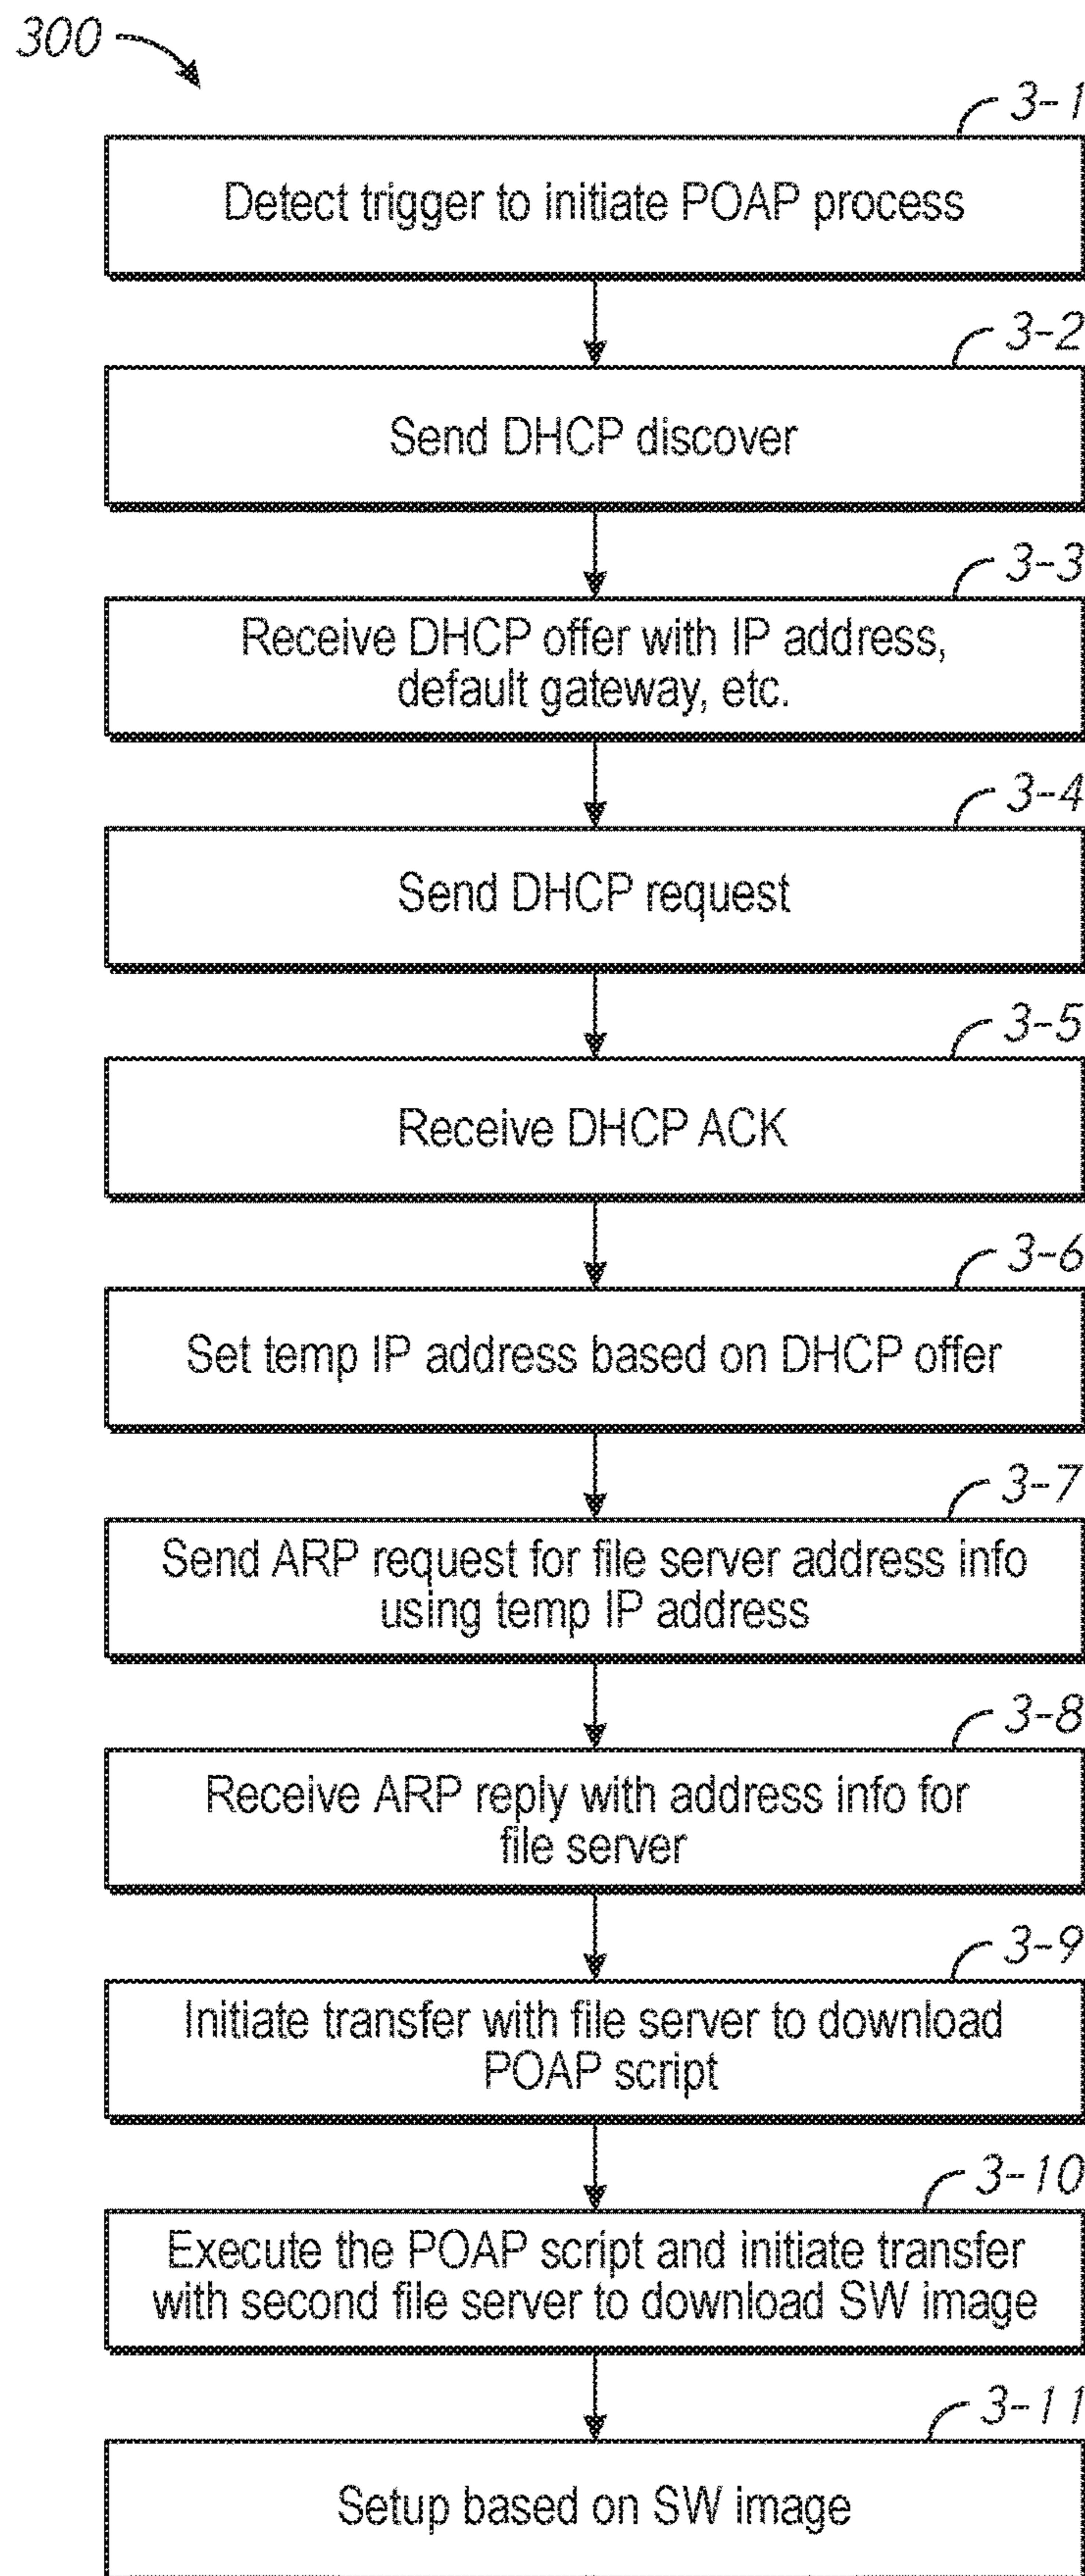 300
3-1
Detect trigger to initiate POAP process
3-2
Send DHCP discover
3-3
Receive DHCP offer with IP address,
default gateway, etc.
3-4
Send DHCP request
3-5
Receive DHCP ACK
3-6
Set temp IP address based on DHCP offer
3-7
Send ARP request for file server address info
using temp IP address
3-8
Receive ARP reply with address info for
file server
3-9
Initiate transfer with file server to download
POAP script
3-10
Execute the POAP script and initiate transfer
with second file server to download SW image
3-11
Setup based on SW image